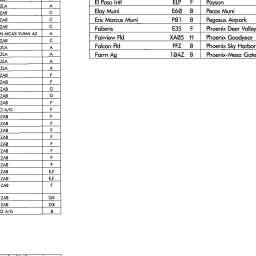 ZLA A
ZAB C
ZAB C
ZAB C
N MCAS YUMA AZ A
ZAB C
ZLA A
ZLA A
ZLA A
ZAB F
ZAB F
ZAB G
ZAB G
ZAB F
O A/G F
ZAB F
ZAB F
ZAB F
ZAB F
ZAB F
ZAB F
ZAB E,F
ZAB E,F
ZAB F
ZAB D,E
ZAB D,E
O A/G B
El Paso Intl ELP F
Eloy Muni E60 B
Eric Marcus Muni P01 B
Fabens E35 F
Fairview Fld XA05 H
Falcon Fld FFZ B
Farm Ag 10AZ B
Payson
Pecos Muni
Pegasus Airpark
Phoenix Deer Valley
Phoenix Goodyear
Phoenix Sky Harbor
Phoenix-Mesa Gate